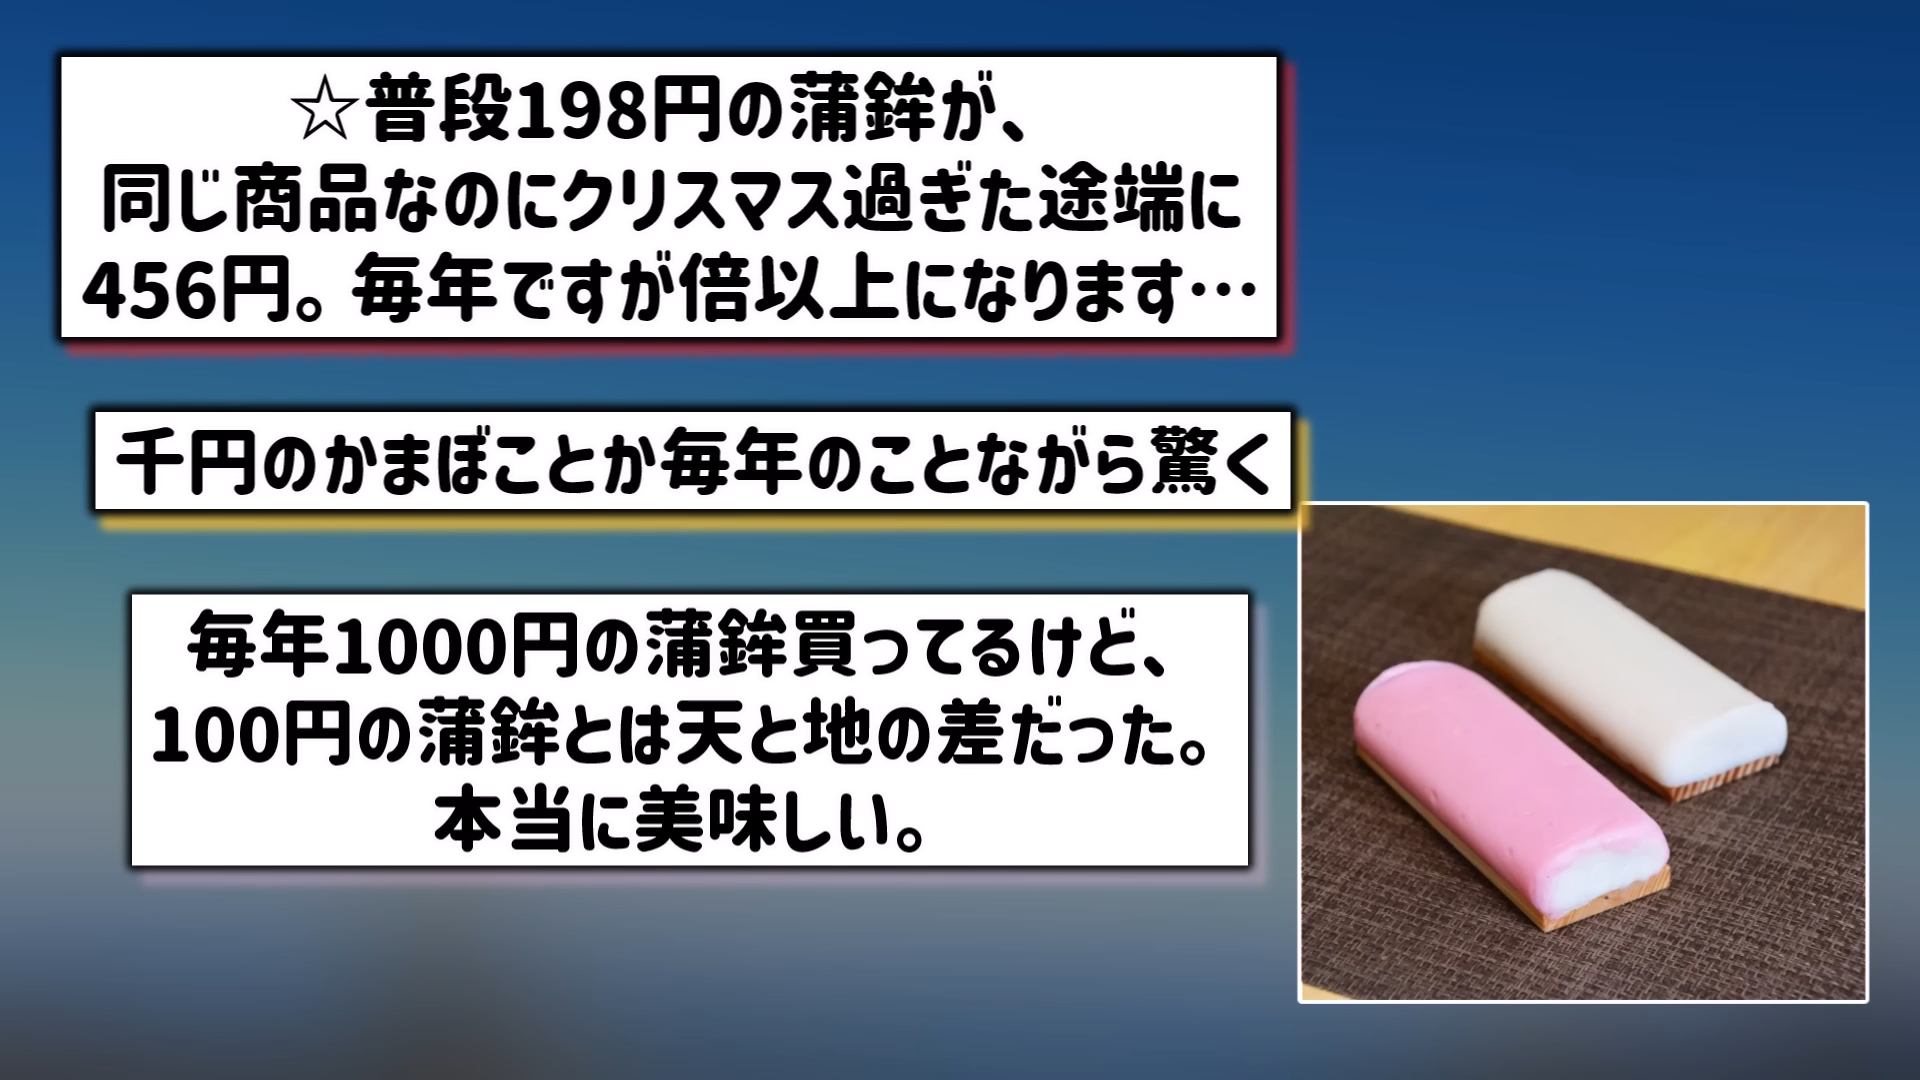 ☆普段198円の蒲鉾が、
同じ商品なのにクリスマス過ぎた途端に
456円。毎年ですが倍以上になります…
千円のかまぼことか毎年のことながら驚く
毎年1000円の蒲鉾買ってるけど、
100円の蒲鉾とは天と地の差だった。
本当に美味しい。